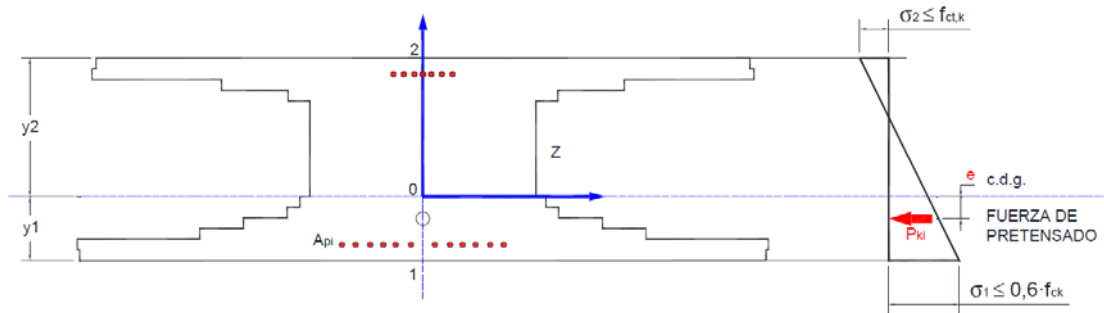 σ2 ≤ fct,k
2
y2
Z
0
e
c.d.g.
y1
Api
Pki
FUERZA DE
PRETENSADO
1
σ1 ≤ 0,6·fck